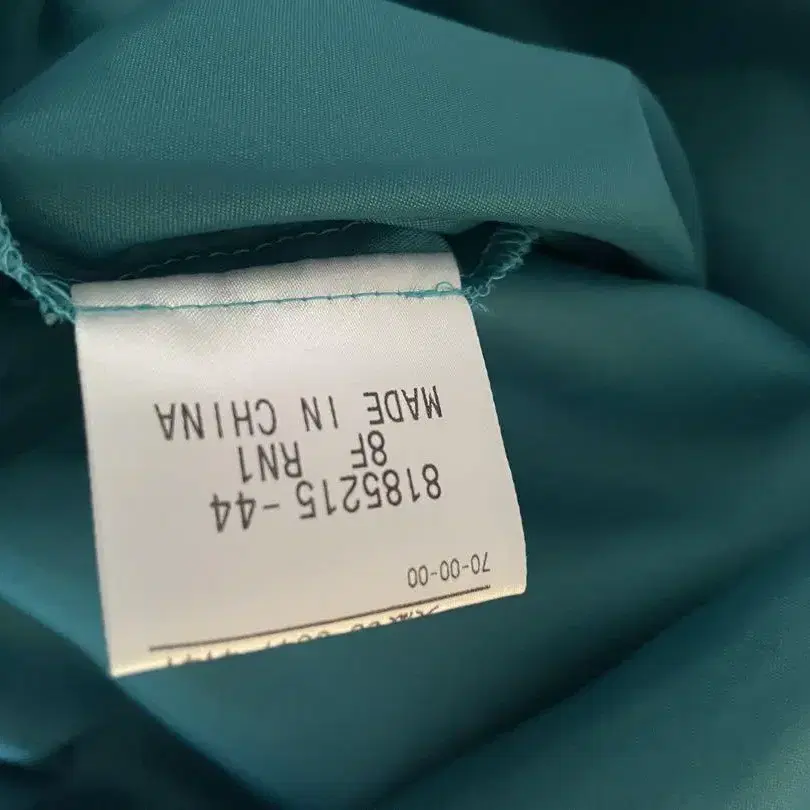 70-00-00
8185215-44
8F RN1
MADE IN CHINA